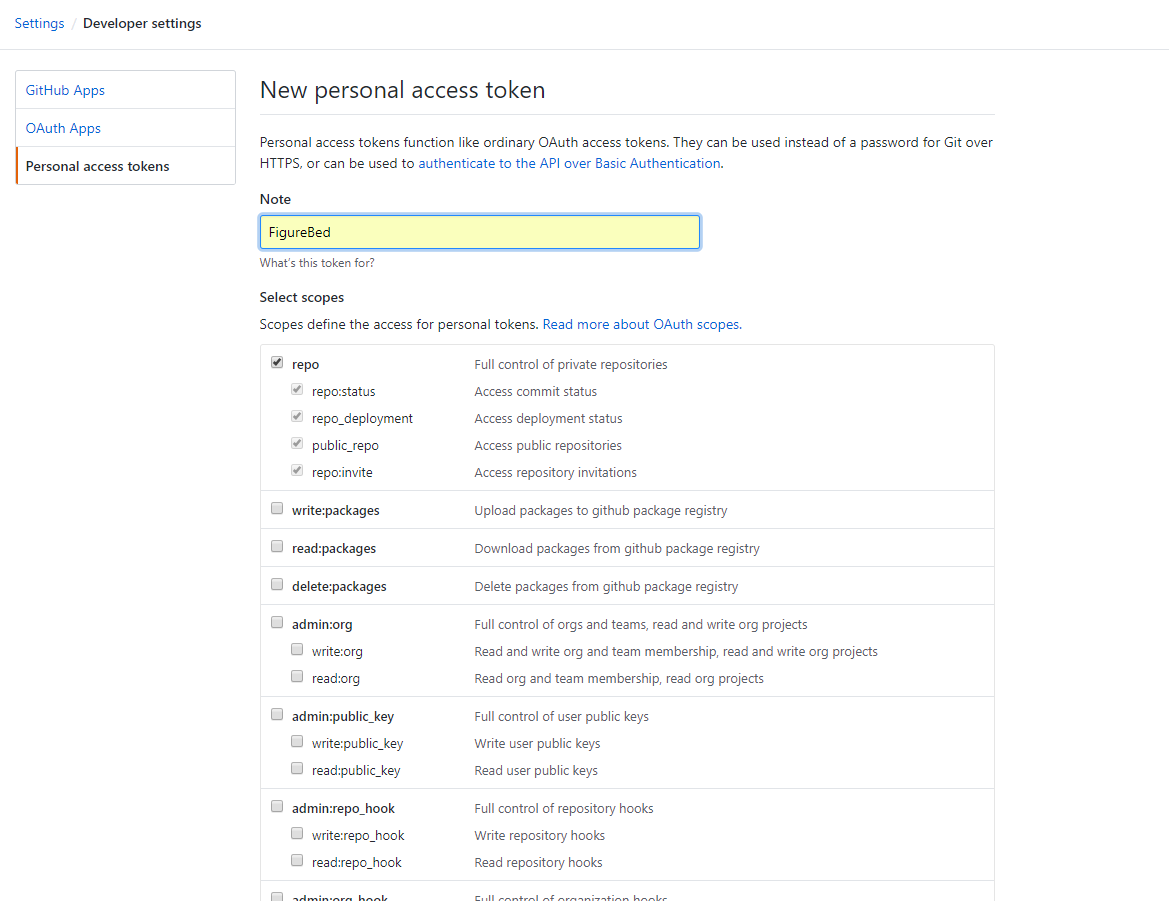 Settings / Developer settings
GitHub Apps
OAuth Apps
Personal access tokens
New personal access token
Personal access tokens function like ordinary OAuth access tokens. They can be used instead of a password for Git over
HTTPS, or can be used to authenticate to the API over Basic Authentication.
Note
FigureBed
What's this token for?
Select scopes
Scopes define the access for personal tokens. Read more about OAuth scopes.
repo Full control of private repositories
repo:status Access commit status
repo_deployment Access deployment status
public_repo Access public repositories
repo:invite Access repository invitations
write:packages Upload packages to github package registry
read:packages Download packages from github package registry
delete:packages Delete packages from github package registry
admin:org Full control of orgs and teams, read and write org projects
write:org Read and write org and team membership, read and write org projects
read:org Read org and team membership, read org projects
admin:public_key Full control of user public keys
write:public_key Write user public keys
read:public_key Read user public keys
admin:repo_hook Full control of repository hooks
write:repo_hook Write repository hooks
read:repo_hook Read repository hooks
admin:org_hook Full control of organization hooks